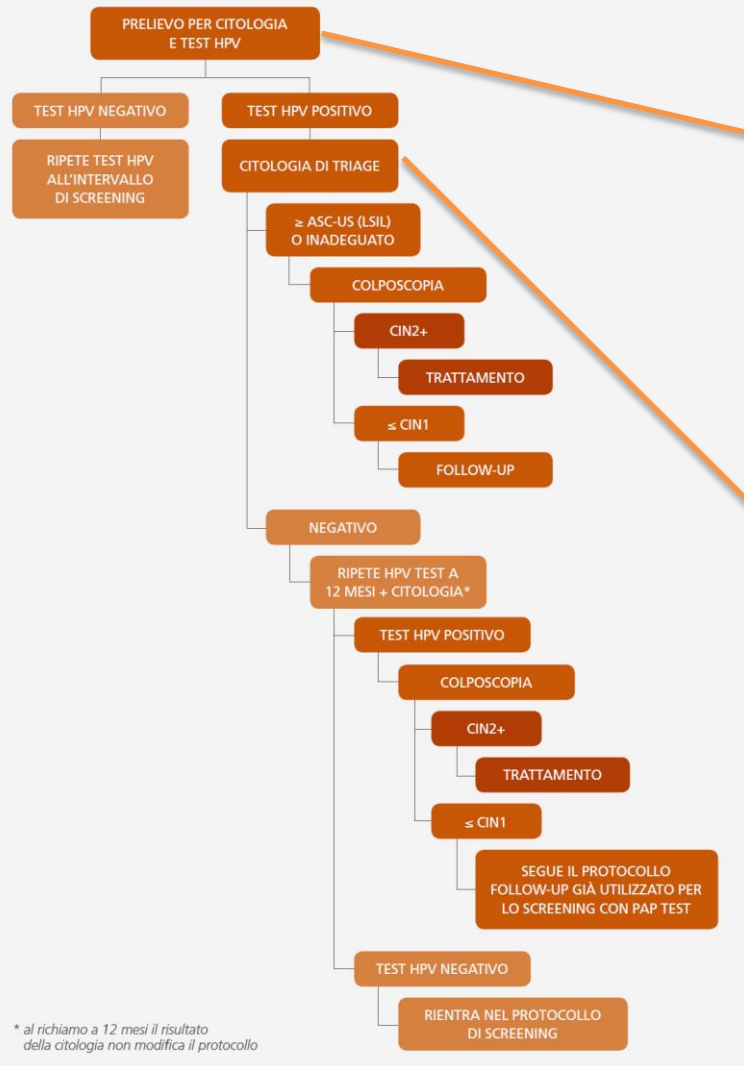 PRELIEVO PER CITOLOGIA
E TEST HPV
TEST HPV NEGATIVO
TEST HPV POSITIVO
RIPETE TEST HPV
ALL'INTERVALLO
DI SCREENING
CITOLOGIA DI TRIAGE
≥ ASC-US (LSIL)
O INADEGUATO
COLPOSCOPIA
CIN2+
TRATTAMENTO
≤ CIN1
FOLLOW-UP
NEGATIVO
RIPETE HPV TEST A
12 MESI + CITOLOGIA*
TEST HPV POSITIVO
COLPOSCOPIA
CIN2+
TRATTAMENTO
≤ CIN1
SEGUE IL PROTOCOLLO
FOLLOW-UP GIÀ UTILIZZATO PER
LO SCREENING CON PAP TEST
TEST HPV NEGATIVO
RIENTRA NEL PROTOCOLLO
DI SCREENING
* al richiamo a 12 mesi il risultato
della citologia non modifica il protocollo